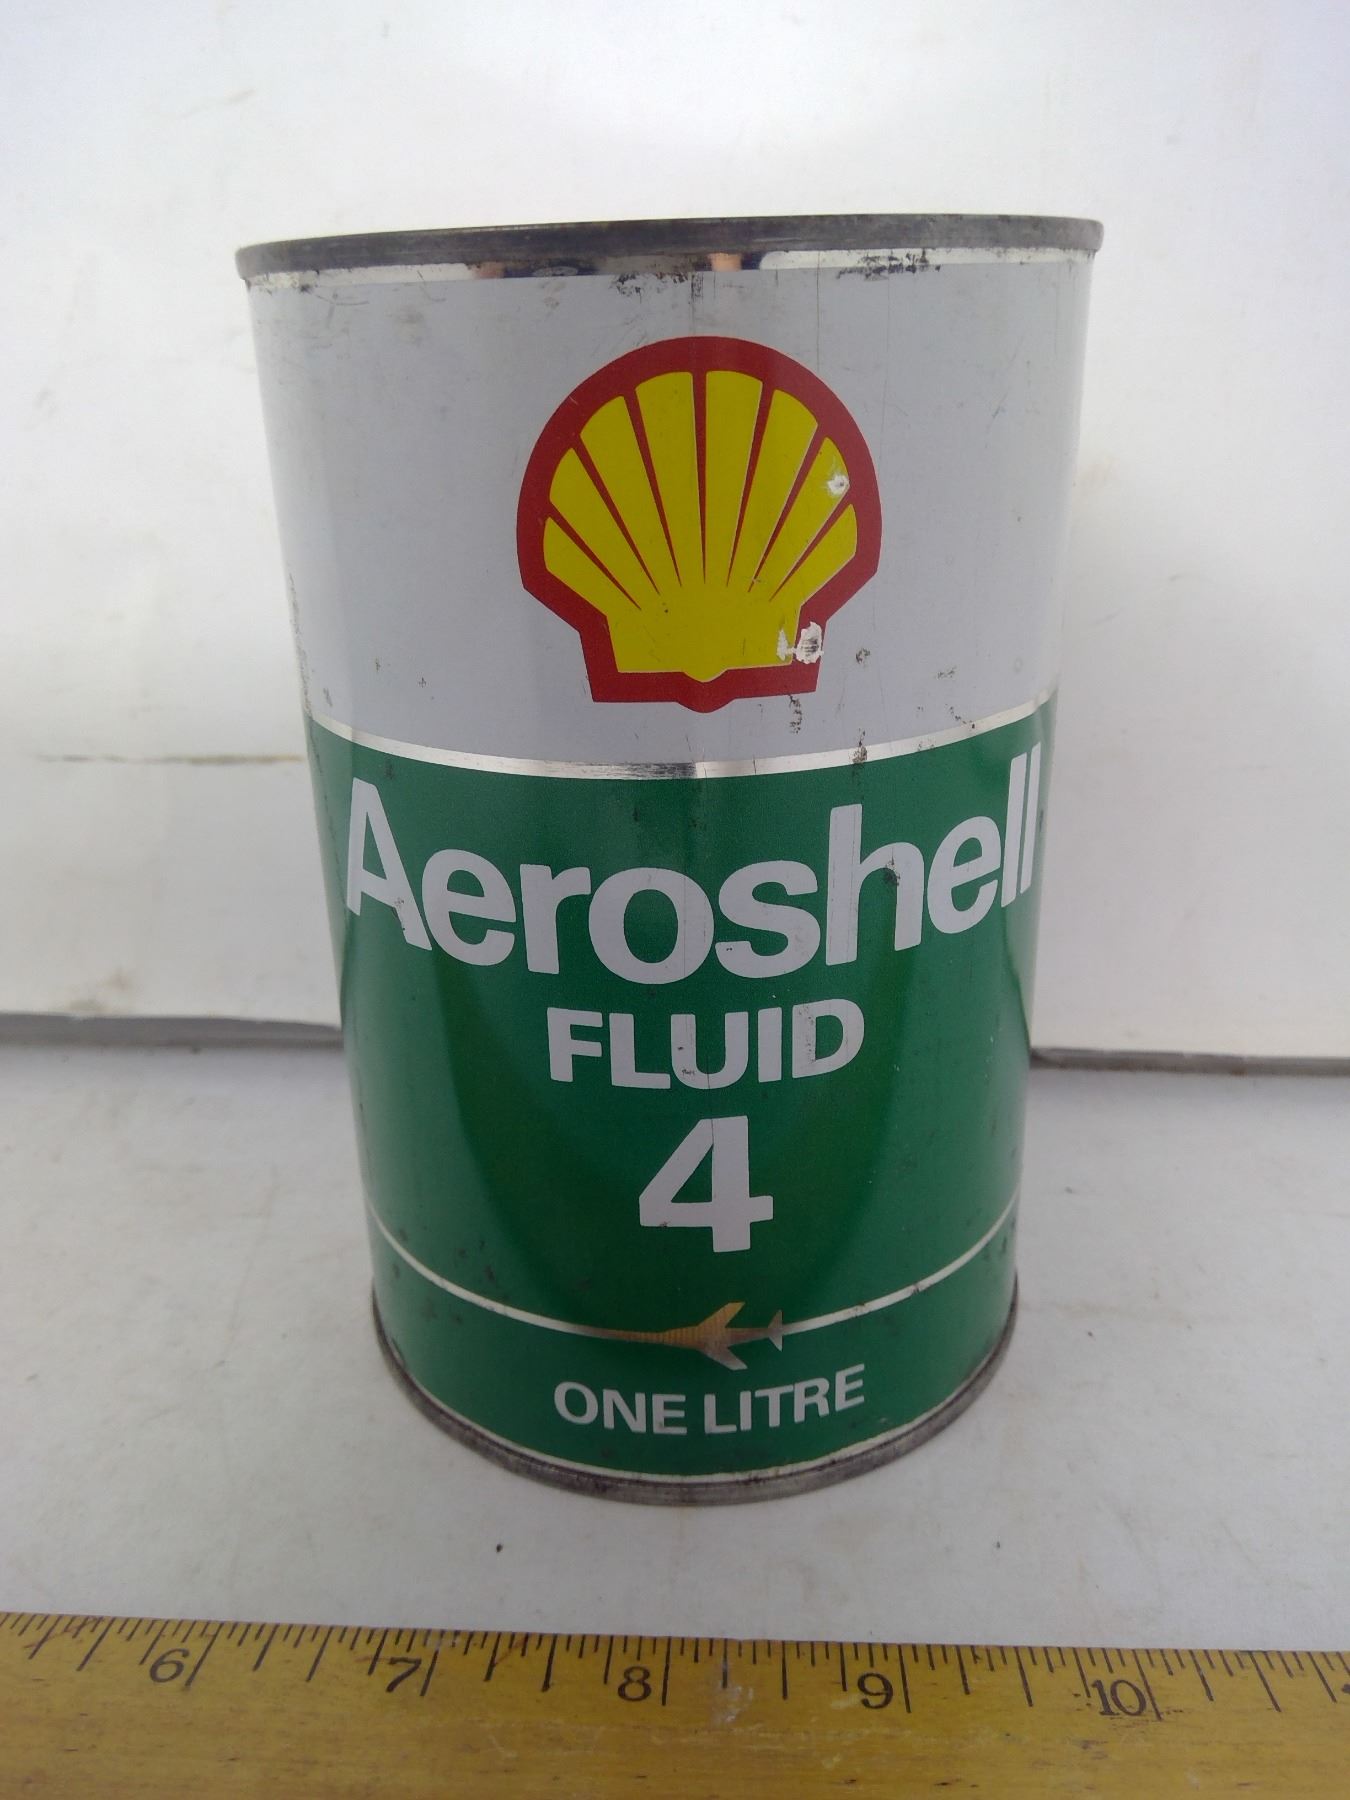 Aeroshell
FLUID
4
ONE LITRE
6 7 8 9 10